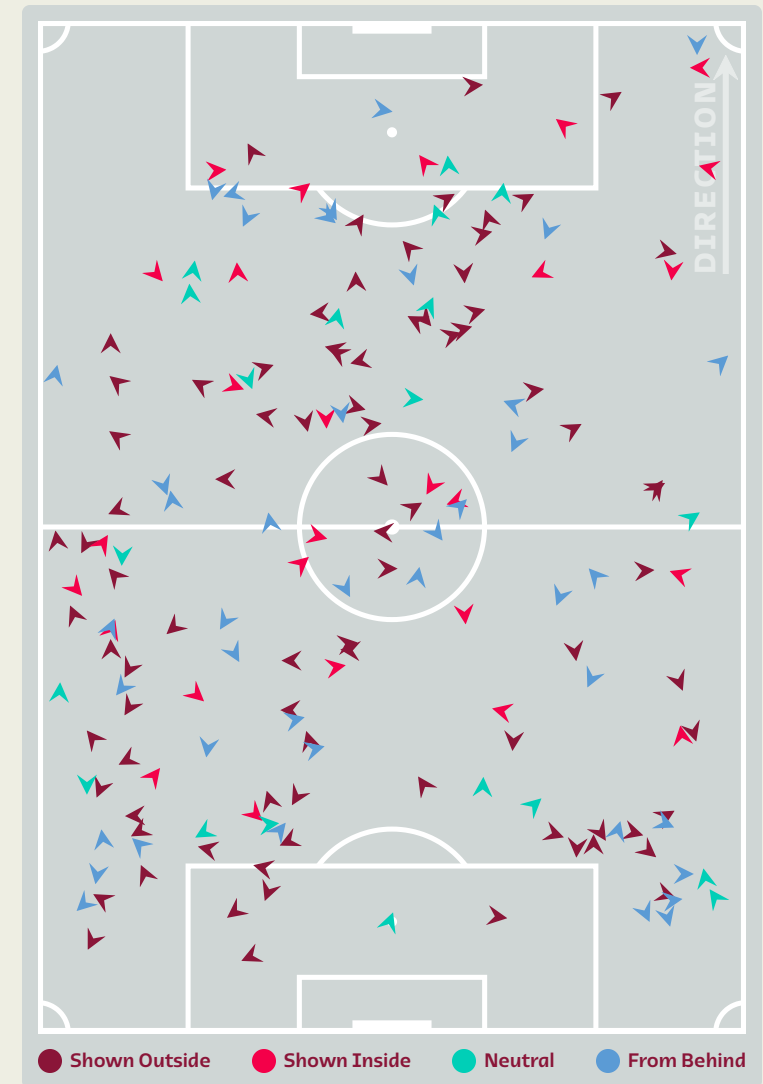 DIRECTION
Shown Outside
Shown Inside
Neutral
From Behind